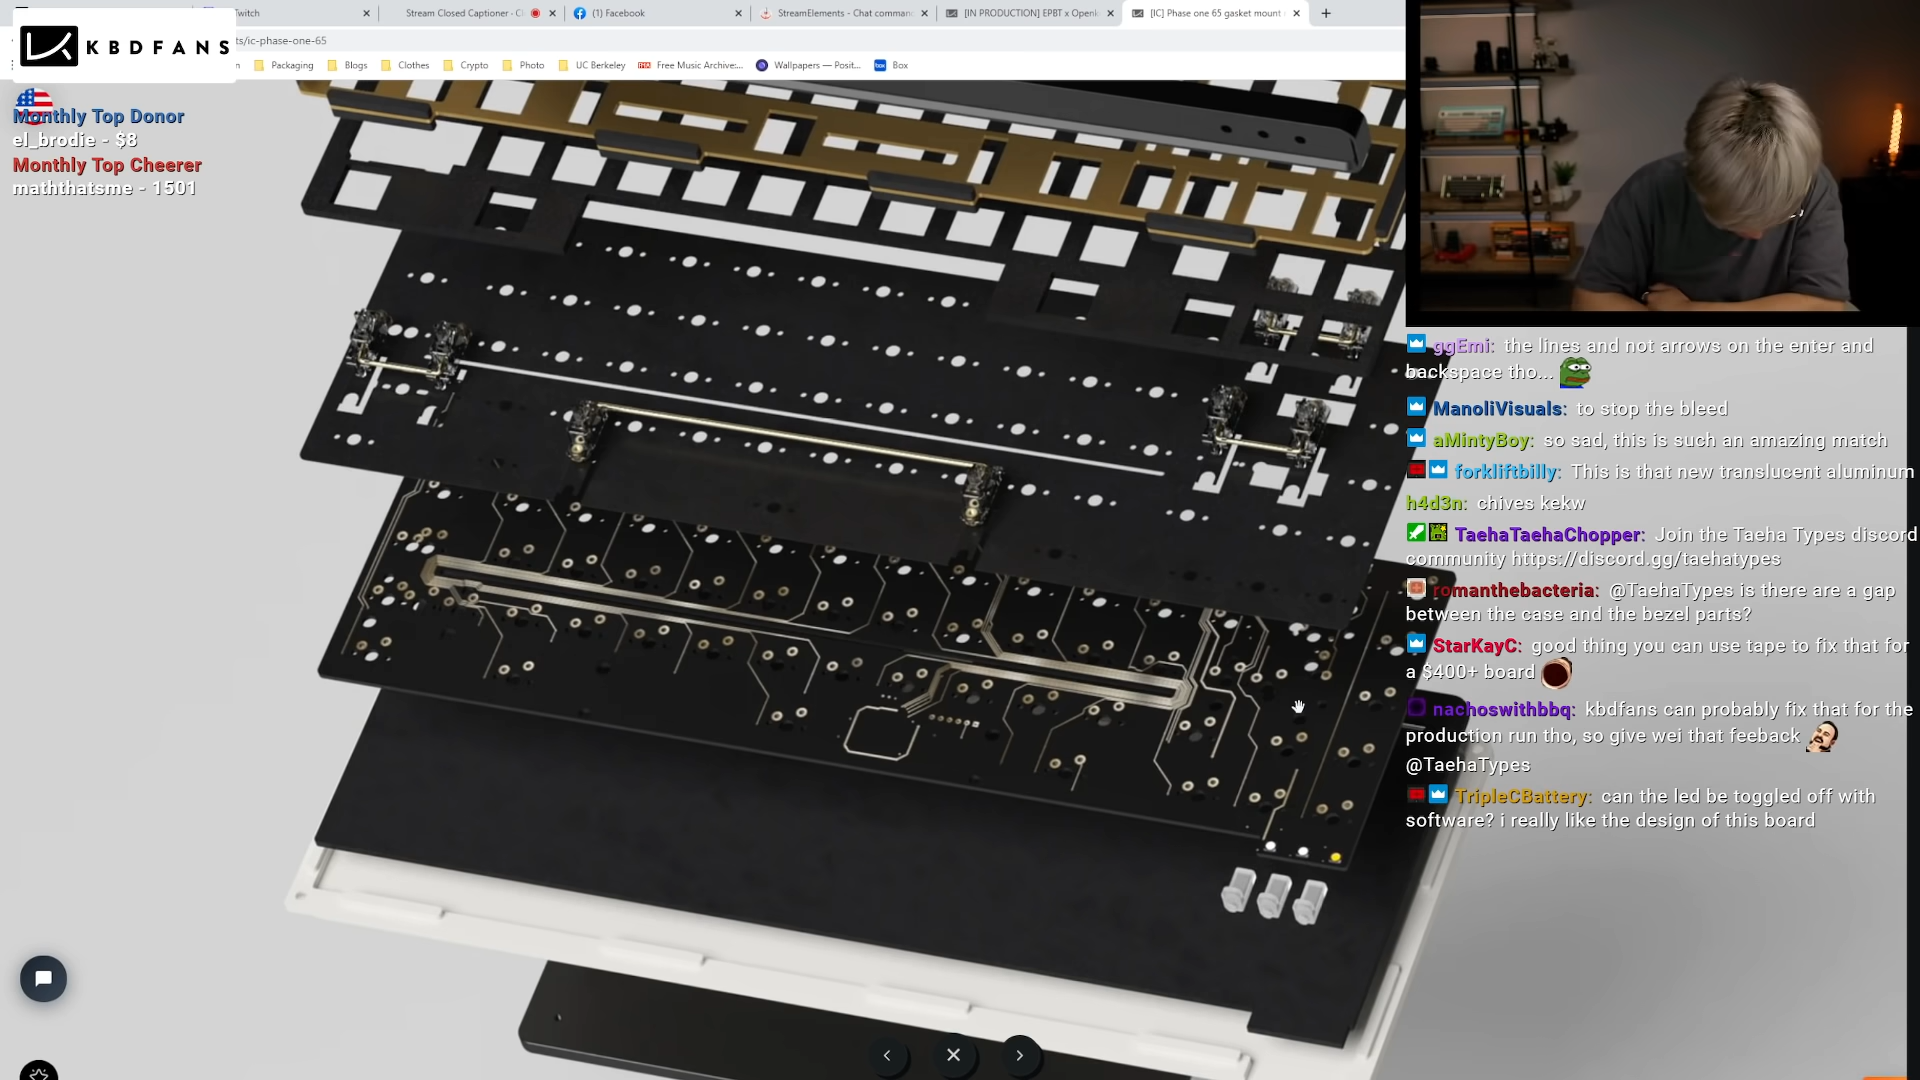 Twitch
Stream Closed Captioner - C
(1) Facebook
StreamElements - Chat comman
[IN PRODUCTION] EPBT x Openk
[IC] Phase one 65 gasket mount
KBDFANS
ts/ic-phase-one-65
Packaging
Blogs
Clothes
Crypto
Photo
UC Berkeley
Free Music Archive:...
Wallpapers — Posit...
box
Box
Monthly Top Donor
el_brodie - $8
Monthly Top Cheerer
maththatsme - 1501
ggEmi: the lines and not arrows on the enter and
backspace tho...
ManoliVisuals: to stop the bleed
aMintyBoy: so sad, this is such an amazing match
forkliftbilly: This is that new translucent aluminum
h4d3n: chives kekw
TaehaTaehaChopper: Join the Taeha Types discord
community https://discord.gg/taehatypes
romanthebacteria: @TaehaTypes is there are a gap
between the case and the bezel parts?
StarKayC: good thing you can use tape to fix that for
a $400+ board
nachoswithbbq: kbdfans can probably fix that for the
production run tho, so give wei that feeback
@TaehaTypes
TripleCBattery: can the led be toggled off with
software? i really like the design of this board